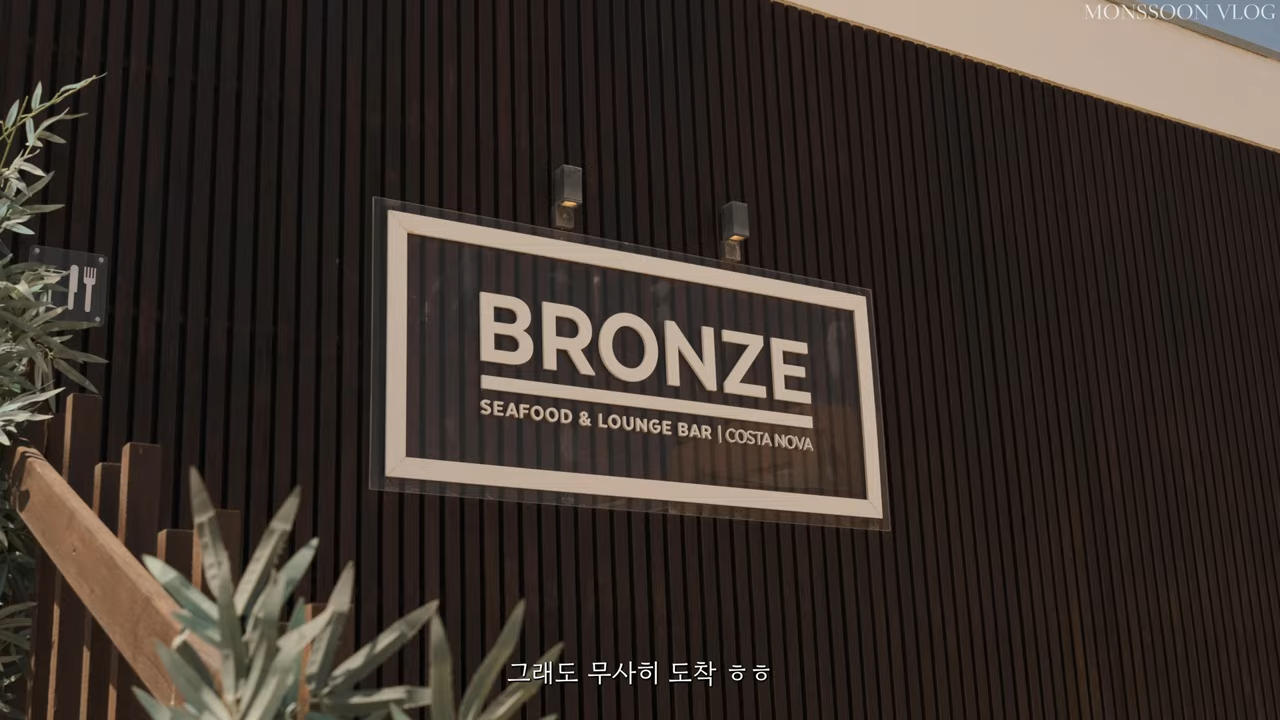 MONSSOON VLOG
BRONZE
SEAFOOD & LOUNGE BAR | COSTA NOVA
그래도 무사히 도착 ㅎㅎ